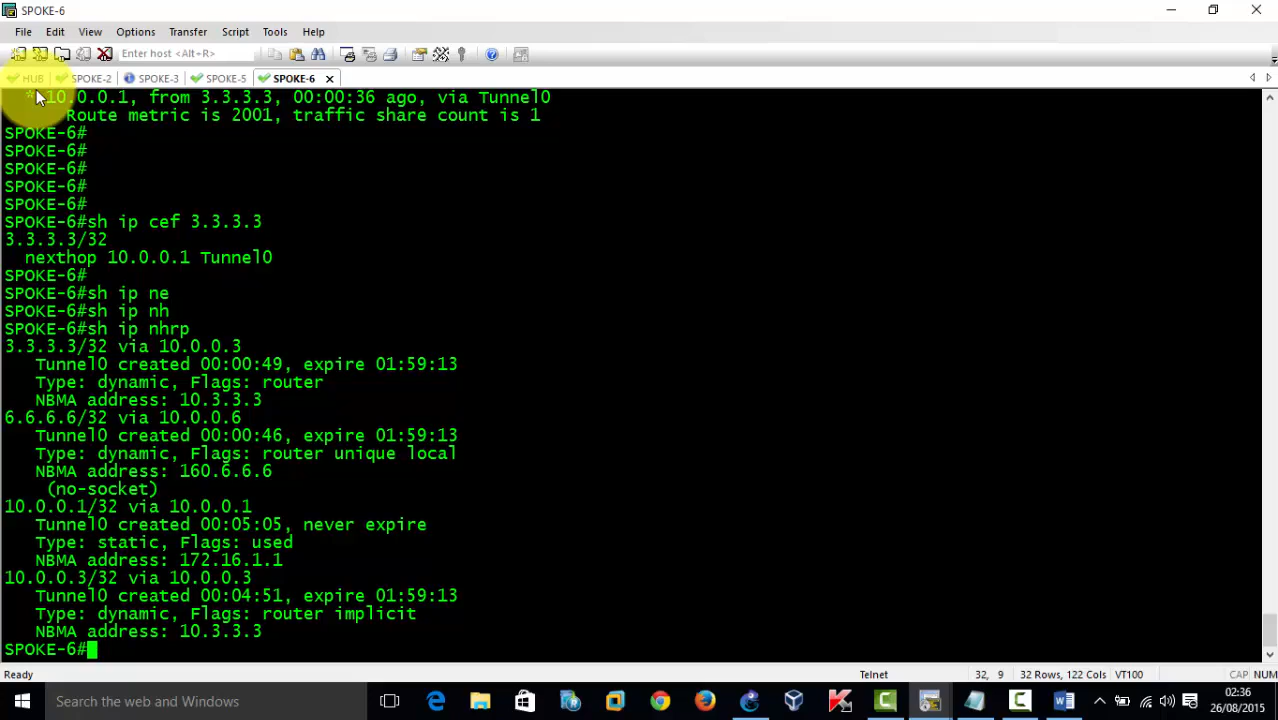 SPOKE-6
File Edit View Options Transfer Script Tools Help
Enter host <Alt+R>
HUB SPOKE-2 SPOKE-3 SPOKE-5 SPOKE-6
* 10.0.0.1, from 3.3.3.3, 00:00:36 ago, via Tunnel0
Route metric is 2001, traffic share count is 1
SPOKE-6#
SPOKE-6#
SPOKE-6#
SPOKE-6#
SPOKE-6#
SPOKE-6#sh ip cef 3.3.3.3
3.3.3.3/32
nexthop 10.0.0.1 Tunnel0
SPOKE-6#
SPOKE-6#sh ip ne
SPOKE-6#sh ip nh
SPOKE-6#sh ip nhrp
3.3.3.3/32 via 10.0.0.3
Tunnel0 created 00:00:49, expire 01:59:13
Type: dynamic, Flags: router
NBMA address: 10.3.3.3
6.6.6.6/32 via 10.0.0.6
Tunnel0 created 00:00:46, expire 01:59:13
Type: dynamic, Flags: router unique local
NBMA address: 160.6.6.6
(no-socket)
10.0.0.1/32 via 10.0.0.1
Tunnel0 created 00:05:05, never expire
Type: static, Flags: used
NBMA address: 172.16.1.1
10.0.0.3/32 via 10.0.0.3
Tunnel0 created 00:04:51, expire 01:59:13
Type: dynamic, Flags: router implicit
NBMA address: 10.3.3.3
SPOKE-6#
Ready Telnet 32, 9 32 Rows, 122 Cols VT100 CAP NUM
Search the web and Windows
02:36
26/08/2015